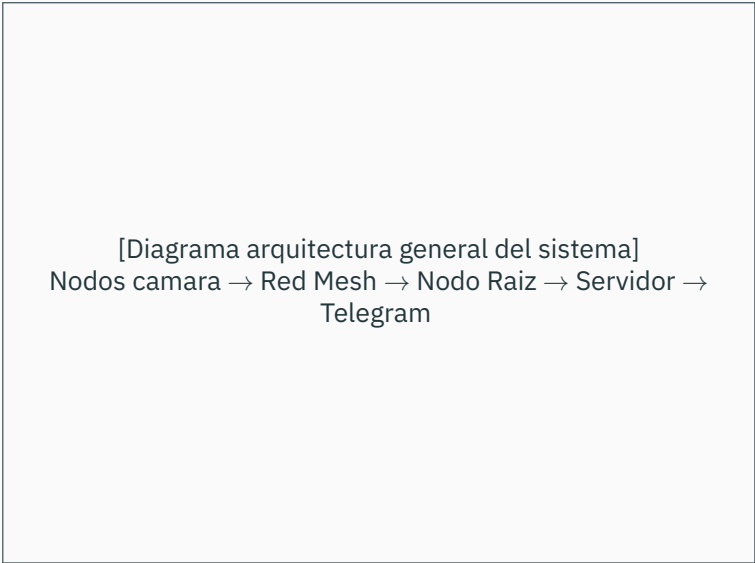 [Diagrama arquitectura general del sistema]
Nodos camara → Red Mesh → Nodo Raiz → Servidor →
Telegram